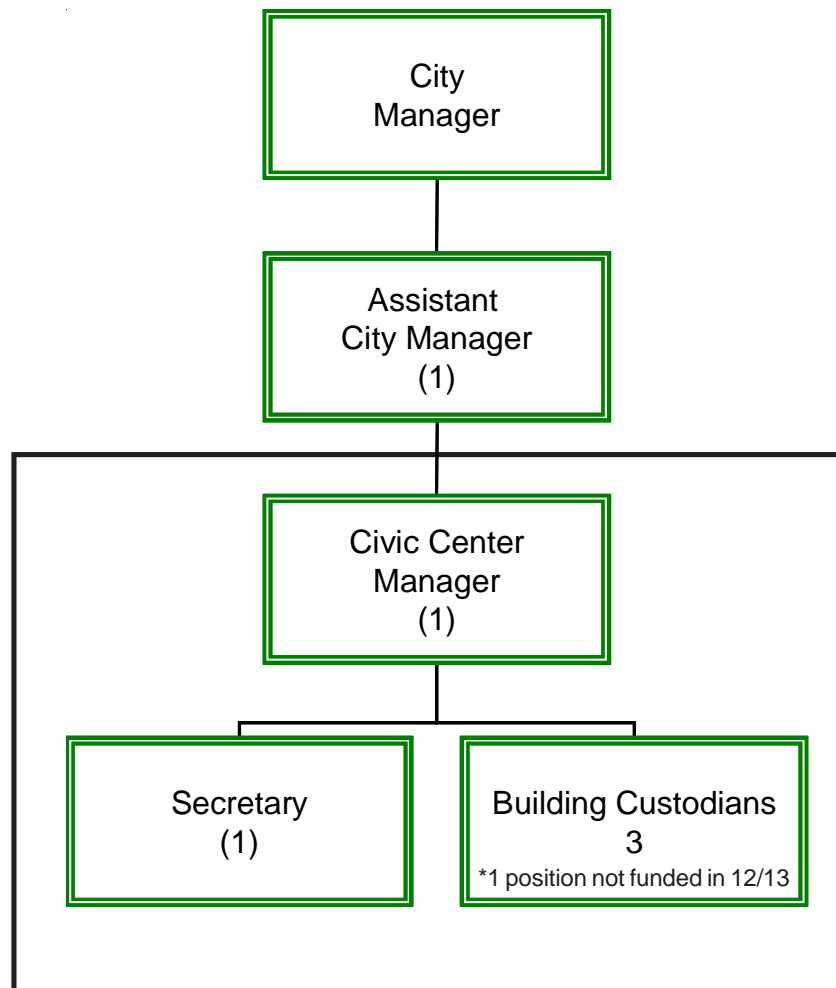 City
Manager
Assistant
City Manager
(1)
Civic Center
Manager
(1)
Secretary
(1)
Building Custodians
3
*1 position not funded in 12/13